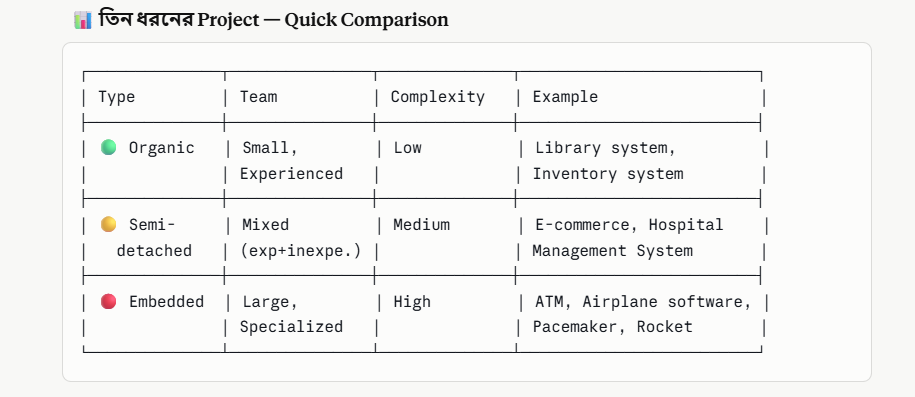 📊 তিন ধরনের Project — Quick Comparison
Type Team Complexity Example
🟢 Organic Small, Low Library system,
Experienced Inventory system
🟡 Semi- Mixed Medium E-commerce, Hospital
detached (exp+inexpe.) Management System
🔴 Embedded Large, High ATM, Airplane software,
Specialized Pacemaker, Rocket